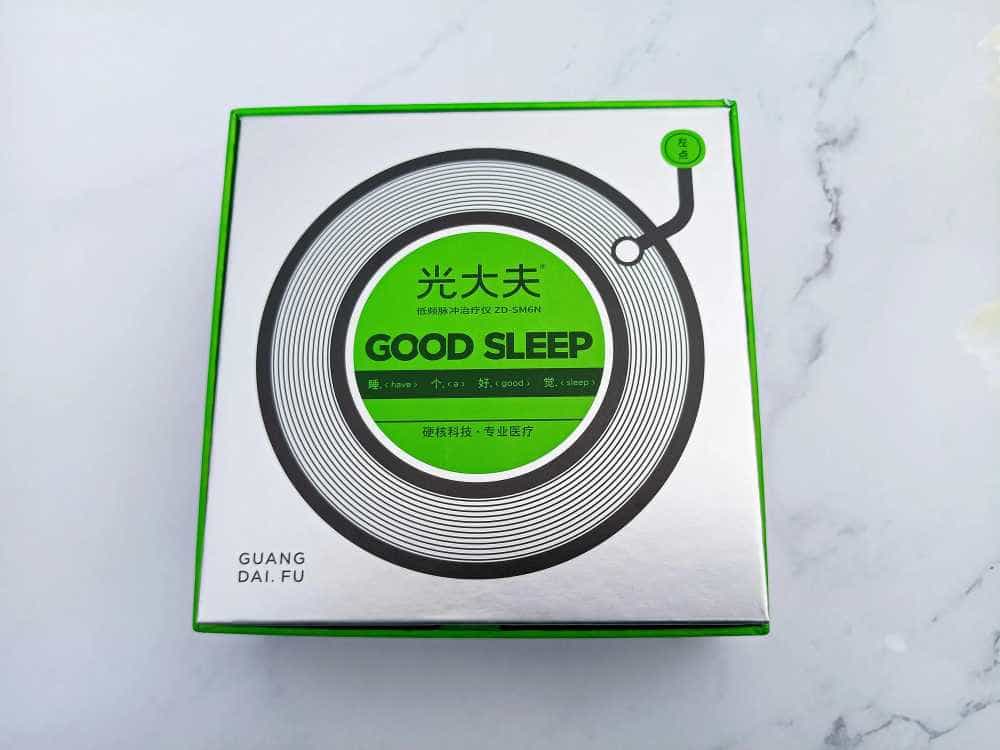 左
点
光大夫®
低频脉冲治疗仪 ZD-SM6N
GOOD SLEEP
睡.‹have› 个.‹a› 好.‹good› 觉.‹sleep›
硬核科技·专业医疗
GUANG
DAI. FU